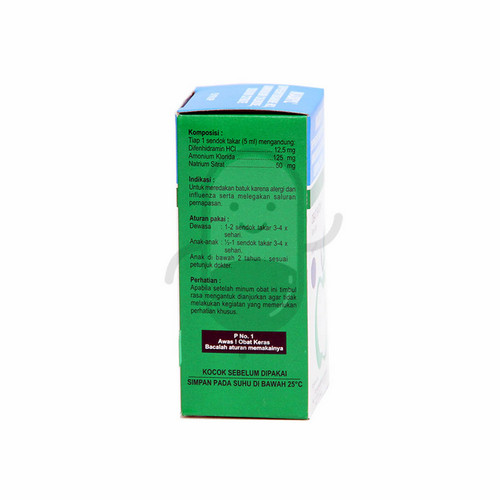 Komposisi :
Tiap 1 sendok takar (5 ml) mengandung:
Difenhidramin HCl 12,5 mg
Amonium Klorida 125 mg
Natrium Sitrat 50 mg
Indikasi :
Untuk meredakan batuk karena alergi dan
influenza serta melegakan saluran
pernapasan.
Aturan pakai :
Dewasa : 1-2 sendok takar 3-4 x
sehari.
Anak-anak : ½-1 sendok takar 3-4 x
sehari.
Anak di bawah 2 tahun : sesuai
petunjuk dokter.
Perhatian :
Apabila setelah minum obat ini timbul
rasa mengantuk dianjurkan agar tidak
melakukan kegiatan yang memerlukan
perhatian khusus.
P No. 1
Awas ! Obat Keras
Bacalah aturan memakainya
KOCOK SEBELUM DIPAKAI
SIMPAN PADA SUHU DI BAWAH 25°C